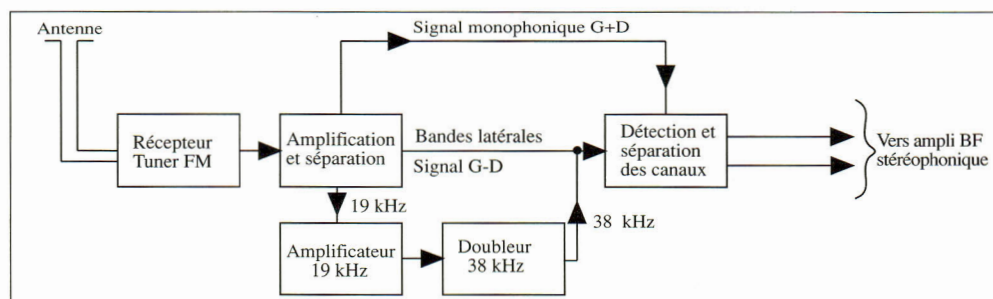 Antenne
Signal monophonique G+D
Récepteur
Tuner FM
Amplification
et séparation
Bandes latérales
Signal G-D
Détection et
séparation
des canaux
Vers ampli BF
stéréophonique
19 kHz
38 kHz
Amplificateur
19 kHz
Doubleur
38 kHz